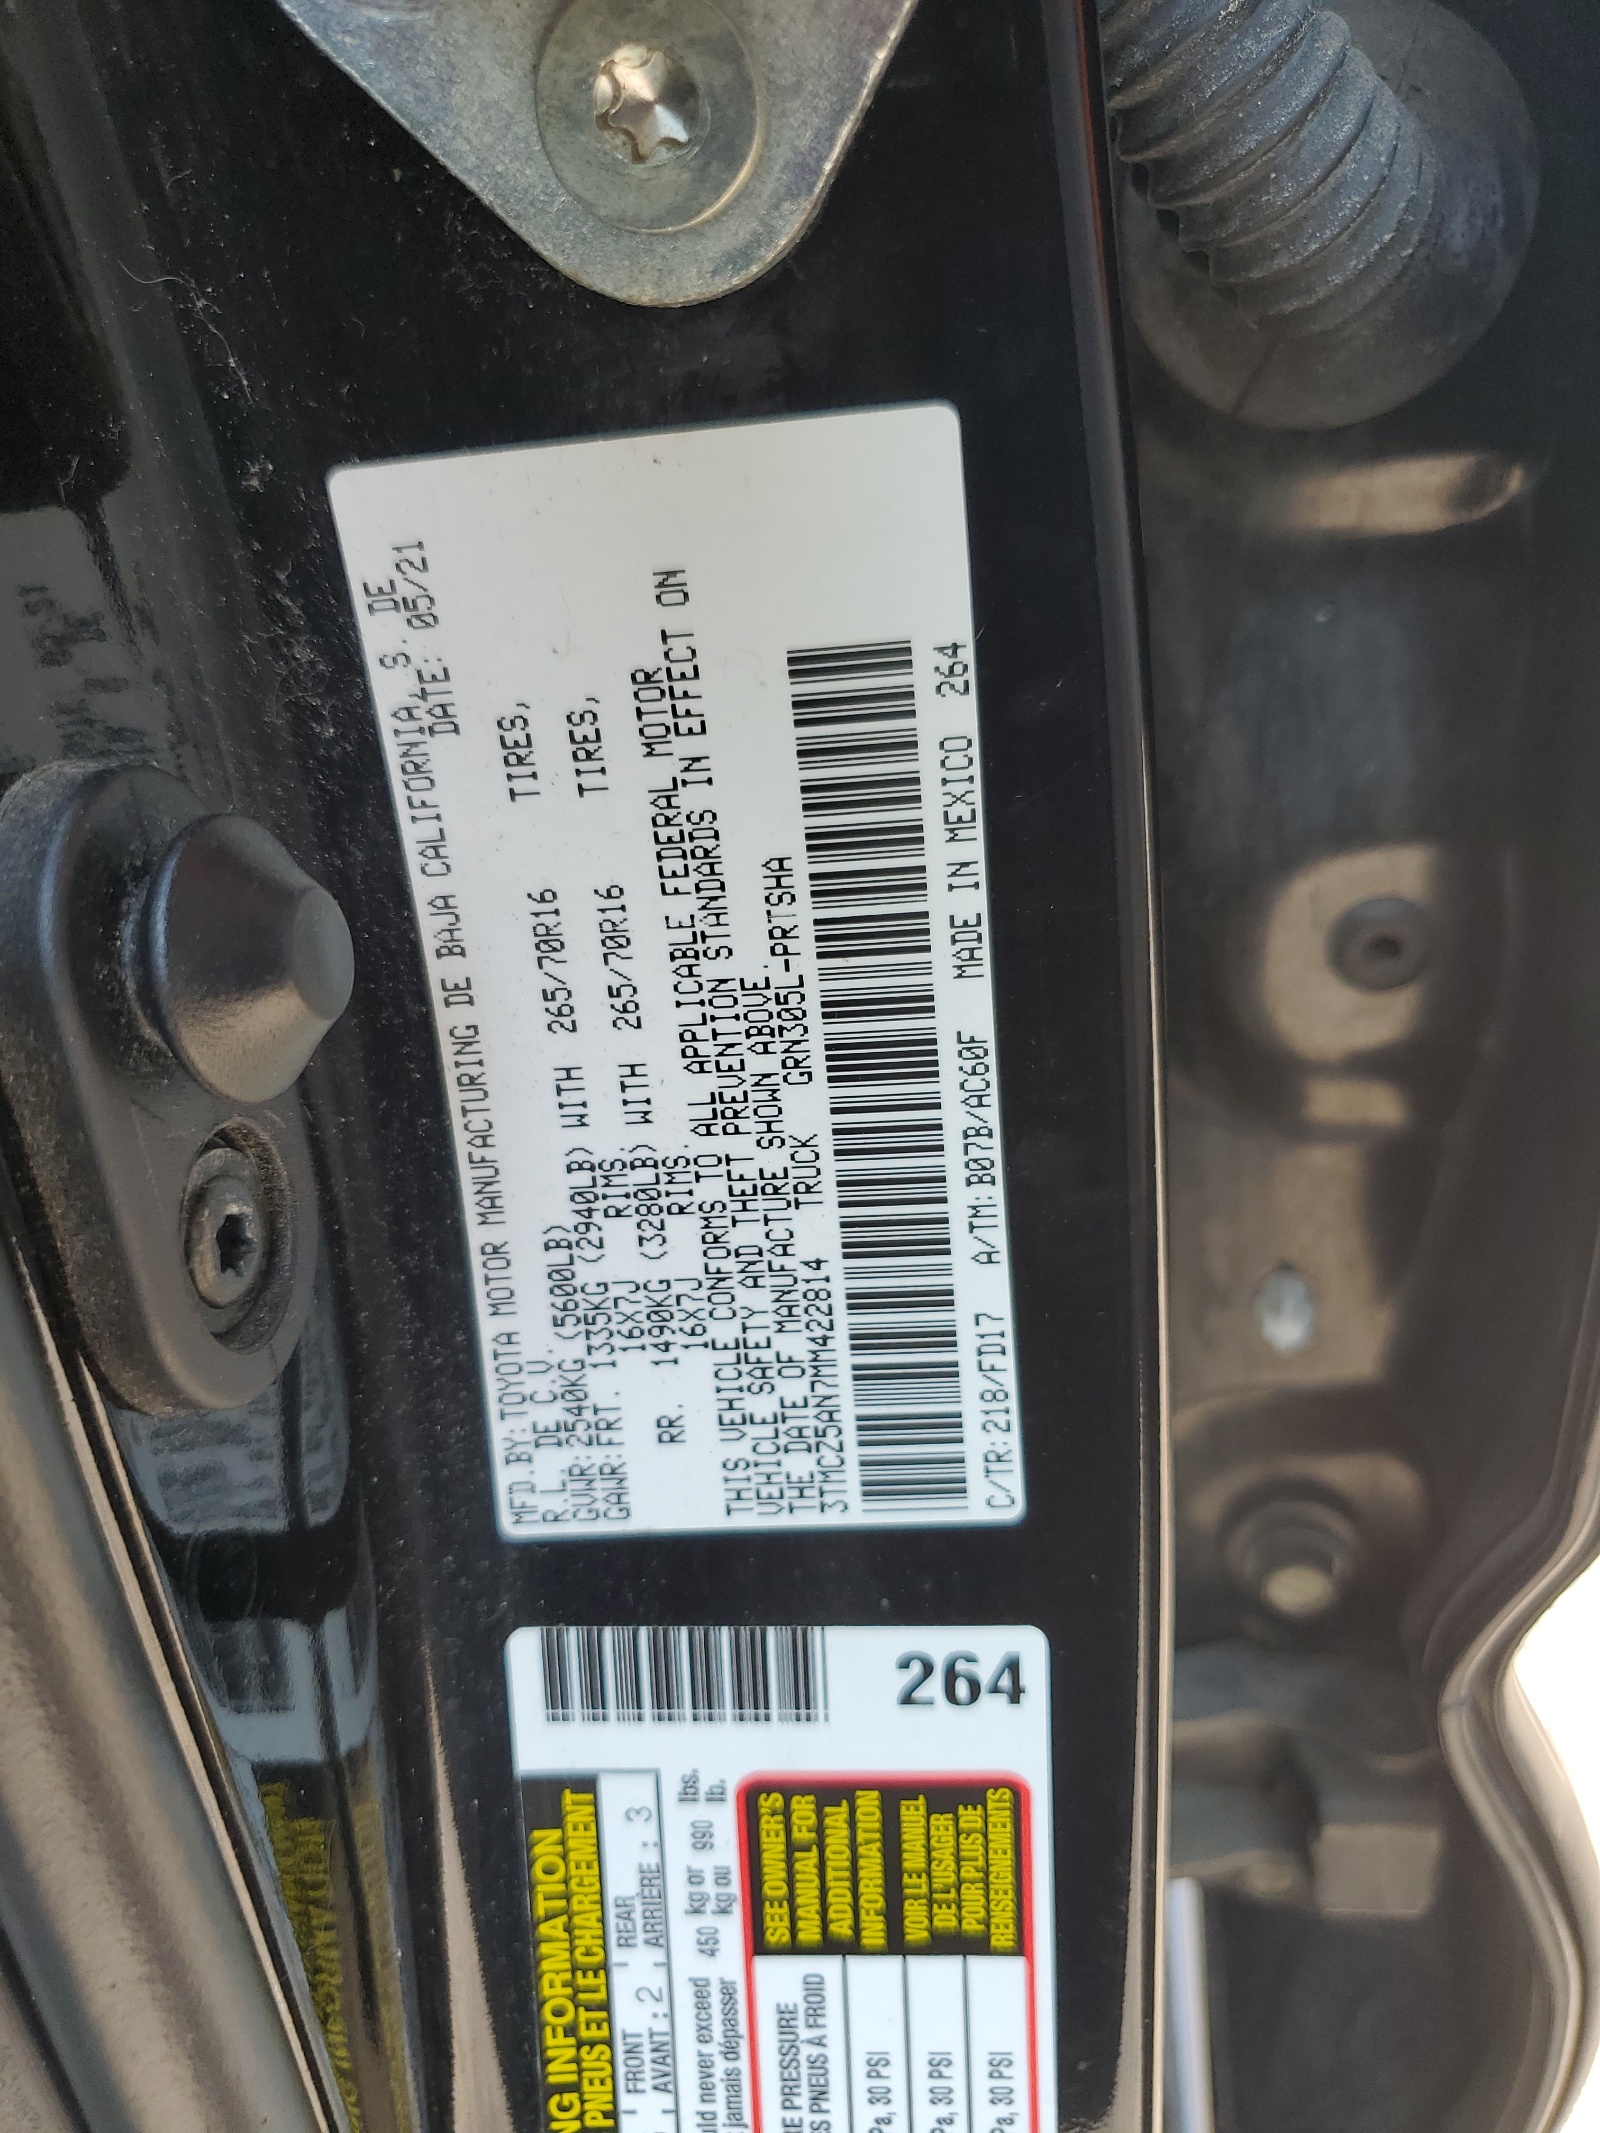 MFD.BY:TOYOTA MOTOR MANUFACTURING DE BAJA CALIFORNIA, S. DE
R.L. DE C.V. DATE: 05/21
GVWR:2540KG (5600LB)
GAWR:FRT. 1335KG (2940LB) WITH 265/70R16 TIRES,
16X7J RIMS,
RR. 1490KG (3280LB) WITH 265/70R16 TIRES,
16X7J RIMS.
THIS VEHICLE CONFORMS TO ALL APPLICABLE FEDERAL MOTOR
VEHICLE SAFETY AND THEFT PREVENTION STANDARDS IN EFFECT ON
THE DATE OF MANUFACTURE SHOWN ABOVE.
3TMCZ5AN7MM422814 TRUCK GRN305L-PRTSHA
C/TR:218/FD17 A/TM:B07B/AC60F MADE IN MEXICO 264
264
NG INFORMATION
PNEUS ET LE CHARGEMENT
FRONT REAR
AVANT : 2 ARRIÈRE : 3
uld never exceed 450 kg or 990 lbs.
jamais dépasser kg ou lb.
RE PRESSURE
ES PNEUS À FROID
Pa, 30 PSI
Pa, 30 PSI
Pa, 30 PSI
SEE OWNER'S
MANUAL FOR
ADDITIONAL
INFORMATION
VOIR LE MANUEL
DE L'USAGER
POUR PLUS DE
RENSEIGNEMENTS